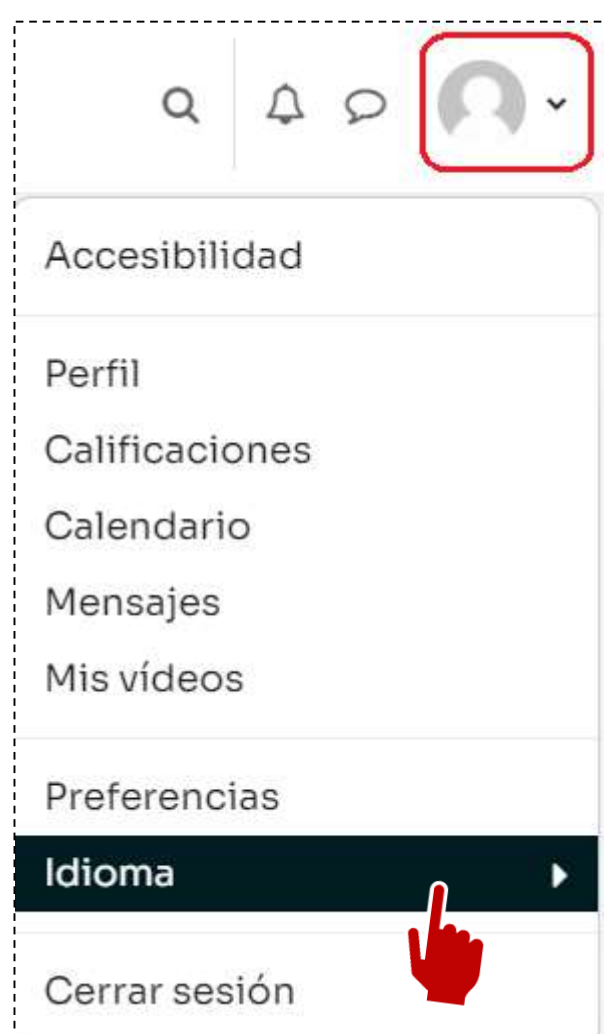 Accesibilidad
Perfil
Calificaciones
Calendario
Mensajes
Mis vídeos
Preferencias
Idioma
Cerrar sesión